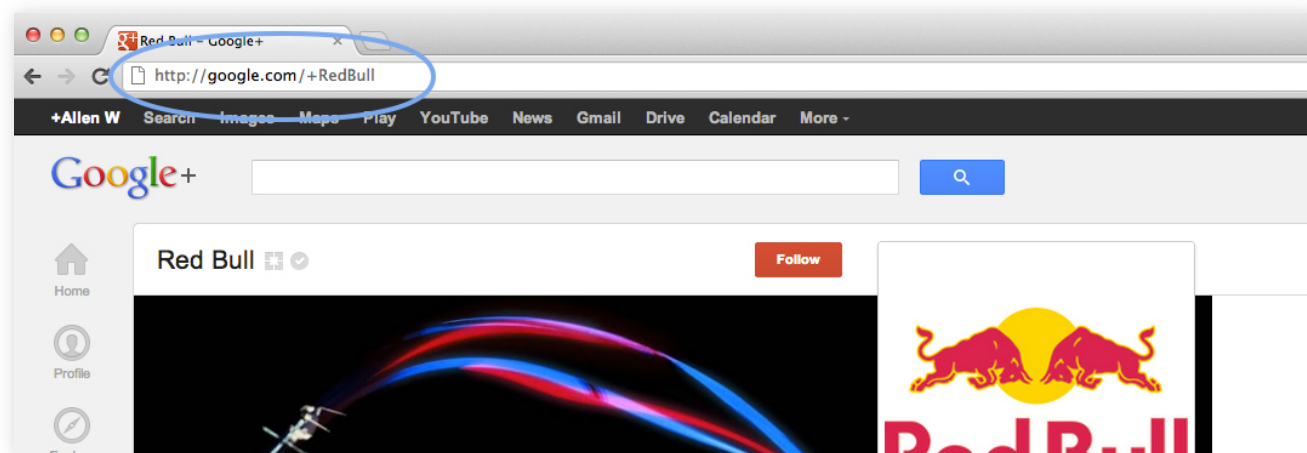 Red Bull – Google+
http://google.com/+RedBull
+Allen W Search Images Maps Play YouTube News Gmail Drive Calendar More
Google+
Red Bull
Follow
Home
Profile
Red Bull